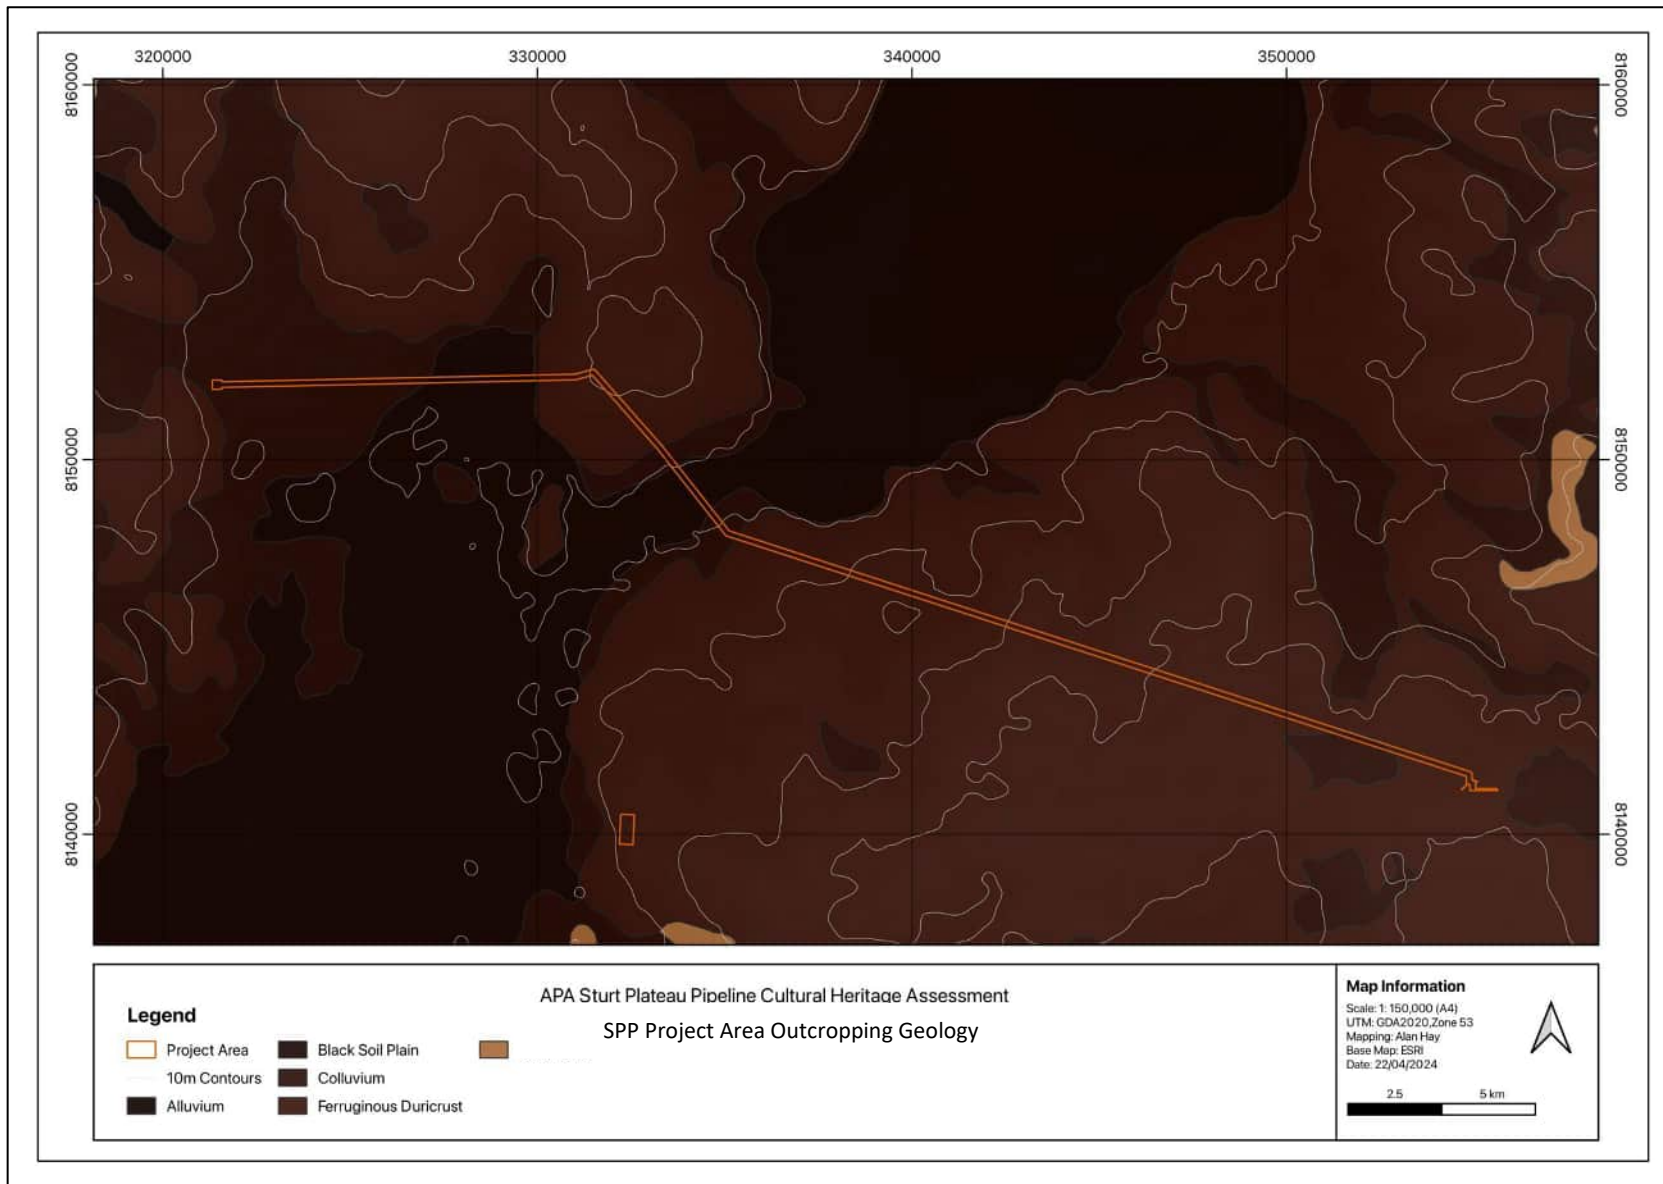 320000
330000
340000
350000
8160000
8160000
8150000
8150000
8140000
8140000
Legend
Project Area
10m Contours
Alluvium
Black Soil Plain
Colluvium
Ferruginous Duricrust
APA Sturt Plateau Pipeline Cultural Heritage Assessment
SPP Project Area Outcropping Geology
Map Information
Scale: 1: 150,000 (A4)
UTM: GDA2020,Zone 53
Mapping: Alan Hay
Base Map: ESRI
Date: 22/04/2024
2.5 5 km